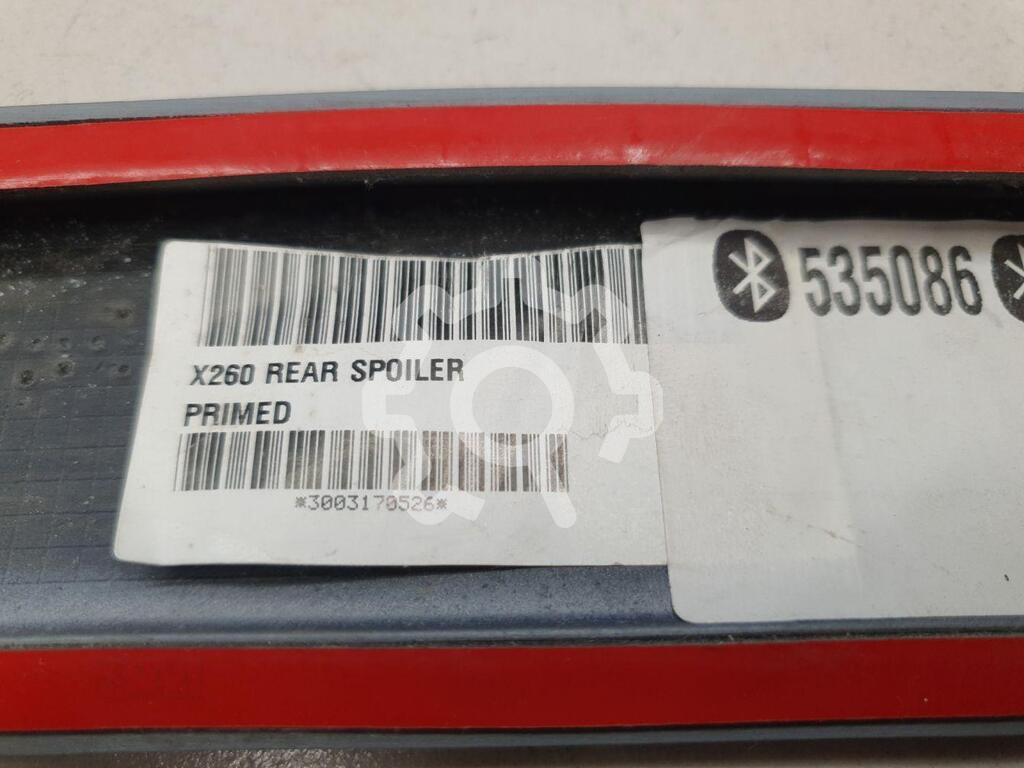 535086
X260 REAR SPOILER
PRIMED
*3003170526*